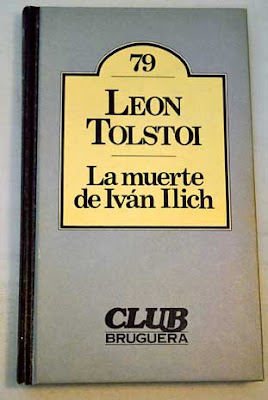 79
LEON
TOLSTOI
La muerte
de Iván Ilich
CLUB
BRUGUERA